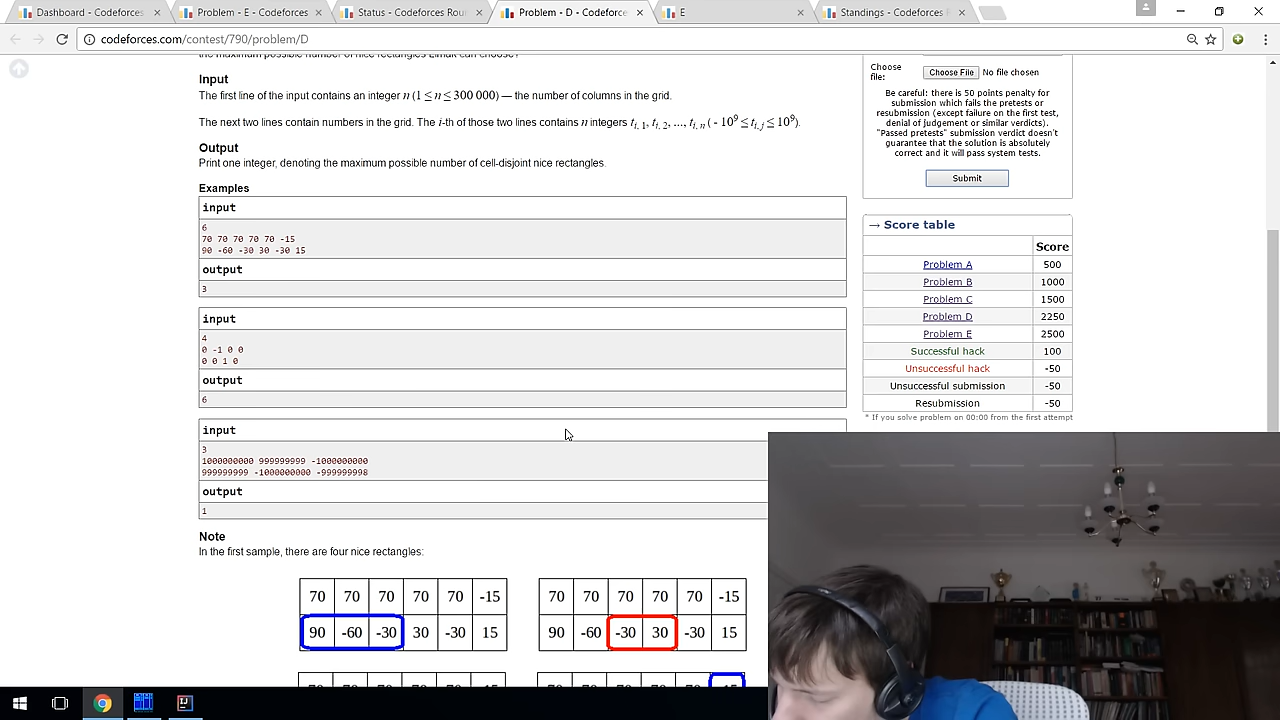 Dashboard - Codeforces
Problem - E - Codeforces
Status - Codeforces Rou
Problem - D - Codeforce
E
Standings - Codeforces
codeforces.com/contest/790/problem/D
the maximum possible number of nice rectangles Limak can choose?
Input
The first line of the input contains an integer n (1 ≤ n ≤ 300 000) — the number of columns in the grid.
The next two lines contain numbers in the grid. The i-th of those two lines contains n integers t_{i, 1}, t_{i, 2}, ..., t_{i, n} ( - 10^9 ≤ t_{i, j} ≤ 10^9).
Output
Print one integer, denoting the maximum possible number of cell-disjoint nice rectangles.
Examples
input
6
70 70 70 70 70 -15
90 -60 -30 30 -30 15
output
3
input
4
0 -1 0 0
0 0 1 0
output
6
input
3
1000000000 999999999 -1000000000
999999999 -1000000000 -999999998
output
1
Note
In the first sample, there are four nice rectangles:
70 70 70 70 70 -15
90 -60 -30 30 -30 15
70 70 70 70 70 -15
90 -60 -30 30 -30 15
Choose file:
Choose File No file chosen
Be careful: there is 50 points penalty for
submission which fails the pretests or
resubmission (except failure on the first test,
denial of judgement or similar verdicts).
"Passed pretests" submission verdict doesn't
guarantee that the solution is absolutely
correct and it will pass system tests.
Submit
→ Score table
Score
Problem A 500
Problem B 1000
Problem C 1500
Problem D 2250
Problem E 2500
Successful hack 100
Unsuccessful hack -50
Unsuccessful submission -50
Resubmission -50
* If you solve problem on 00:00 from the first attempt